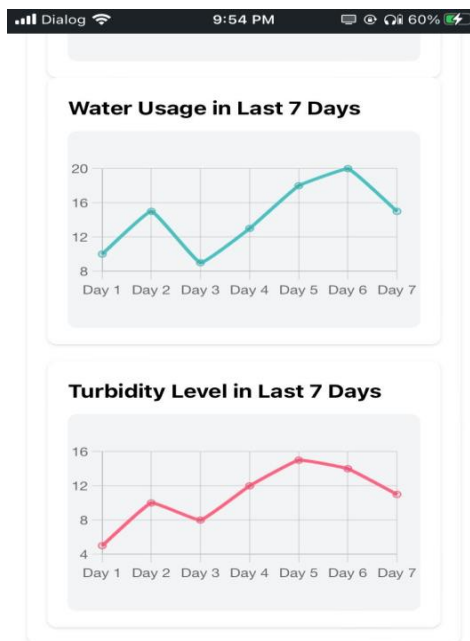 Dialog 9:54 PM 60%
Water Usage in Last 7 Days
20
16
12
8
Day 1 Day 2 Day 3 Day 4 Day 5 Day 6 Day 7
Turbidity Level in Last 7 Days
16
12
8
4
Day 1 Day 2 Day 3 Day 4 Day 5 Day 6 Day 7